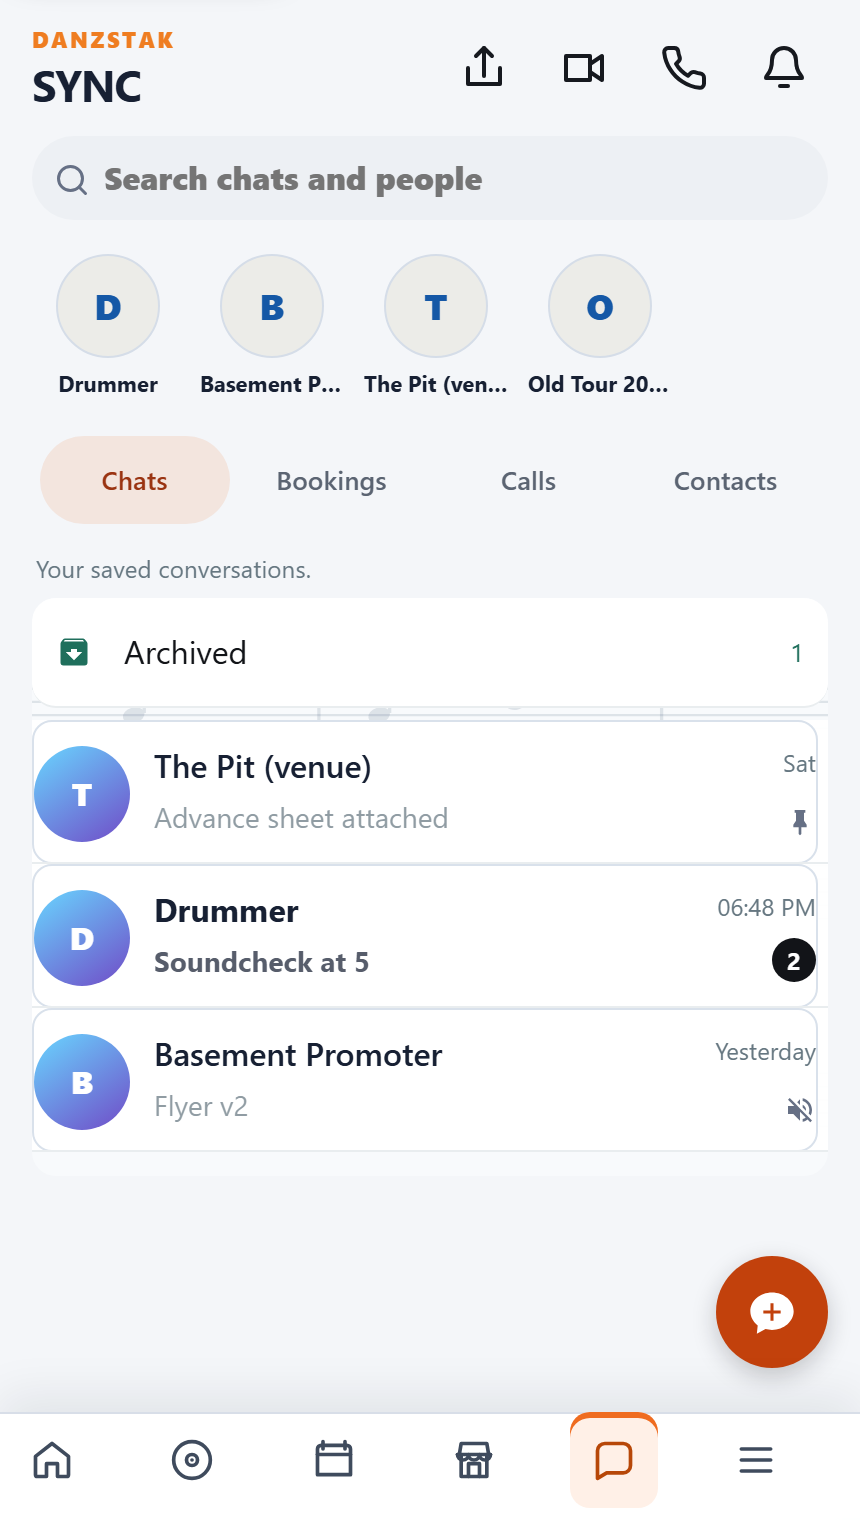 DANZSTAK
SYNC
Search chats and people
D
B
T
O
Drummer
Basement P...
The Pit (ven...
Old Tour 20...
Chats
Bookings
Calls
Contacts
Your saved conversations.
Archived
1
T
The Pit (venue)
Sat
Advance sheet attached
D
Drummer
06:48 PM
Soundcheck at 5
2
B
Basement Promoter
Yesterday
Flyer v2